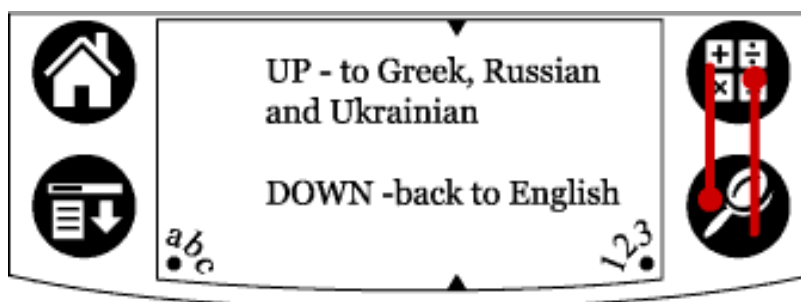 UP - to Greek, Russian
and Ukrainian
DOWN -back to English
abc
123